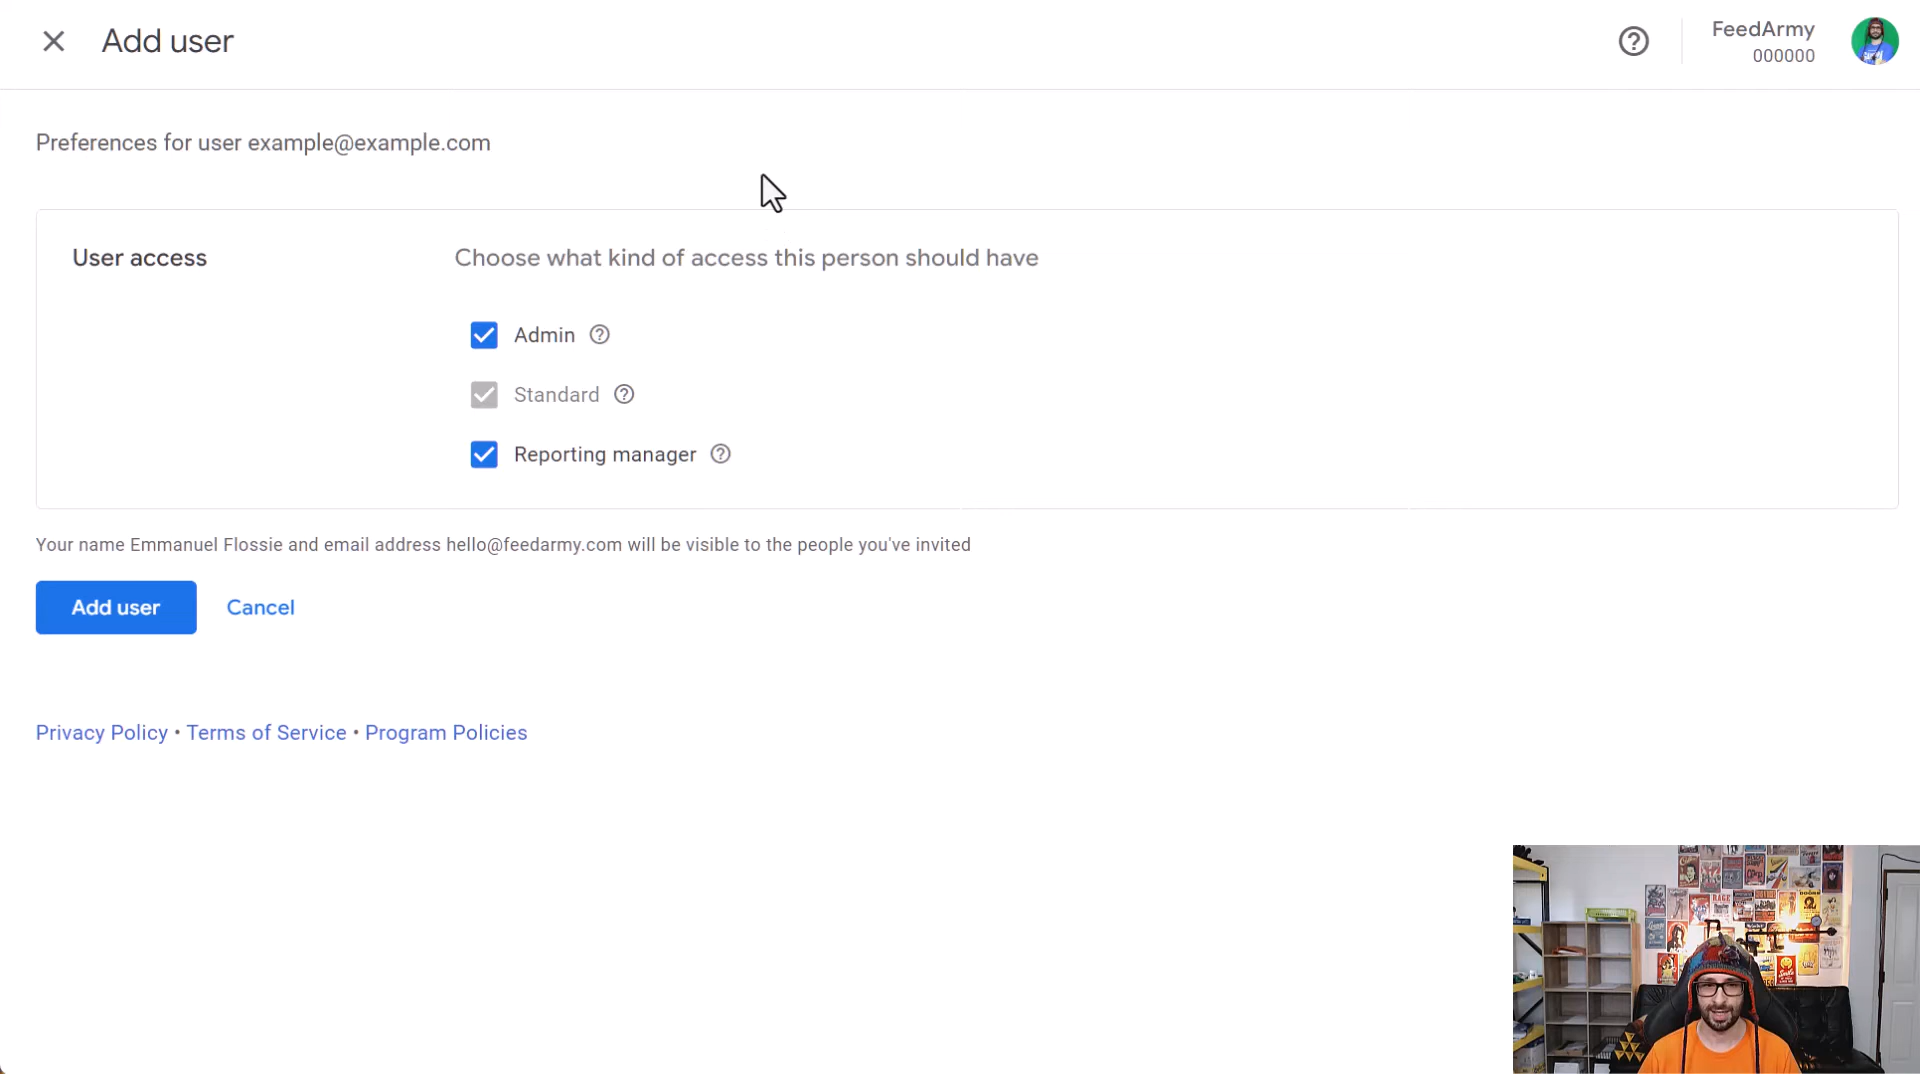 Add user
FeedArmy
000000
Preferences for user example@example.com
User access
Choose what kind of access this person should have
Admin
Standard
Reporting manager
Your name Emmanuel Flossie and email address hello@feedarmy.com will be visible to the people you've invited
Add user
Cancel
Privacy Policy • Terms of Service • Program Policies